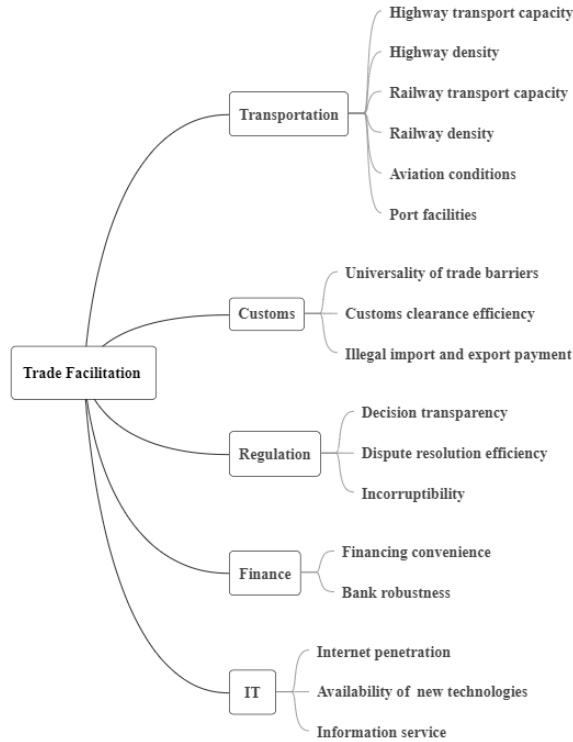 Highway transport capacity
Highway density
Railway transport capacity
Transportation
Railway density
Aviation conditions
Port facilities
Universality of trade barriers
Customs
Customs clearance efficiency
Illegal import and export payment
Trade Facilitation
Decision transparency
Regulation
Dispute resolution efficiency
Incorruptibility
Financing convenience
Finance
Bank robustness
Internet penetration
IT
Availability of new technologies
Information service